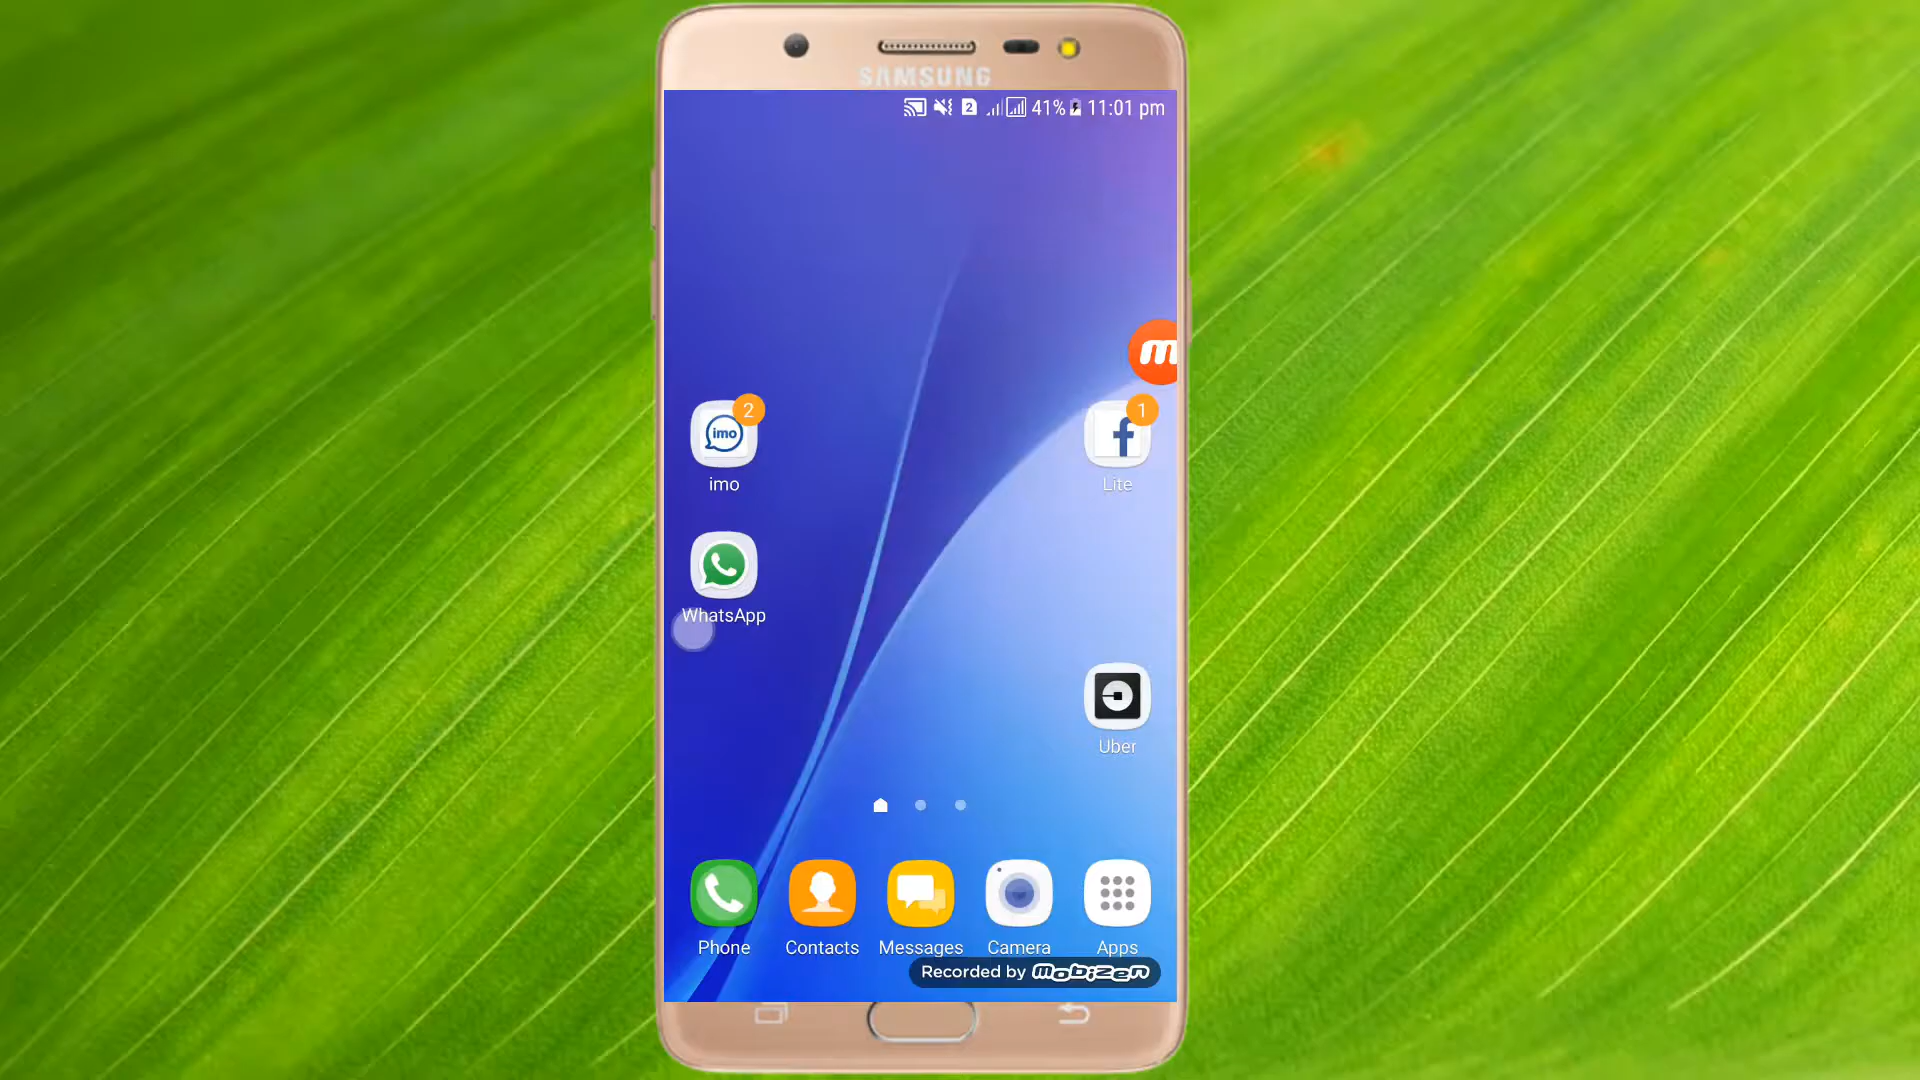 SAMSUNG
2 41% 11:01 pm
m
2
1
imo
f
imo
Lite
WhatsApp
Uber
Phone
Contacts
Messages
Camera
Apps
Recorded by mobizen